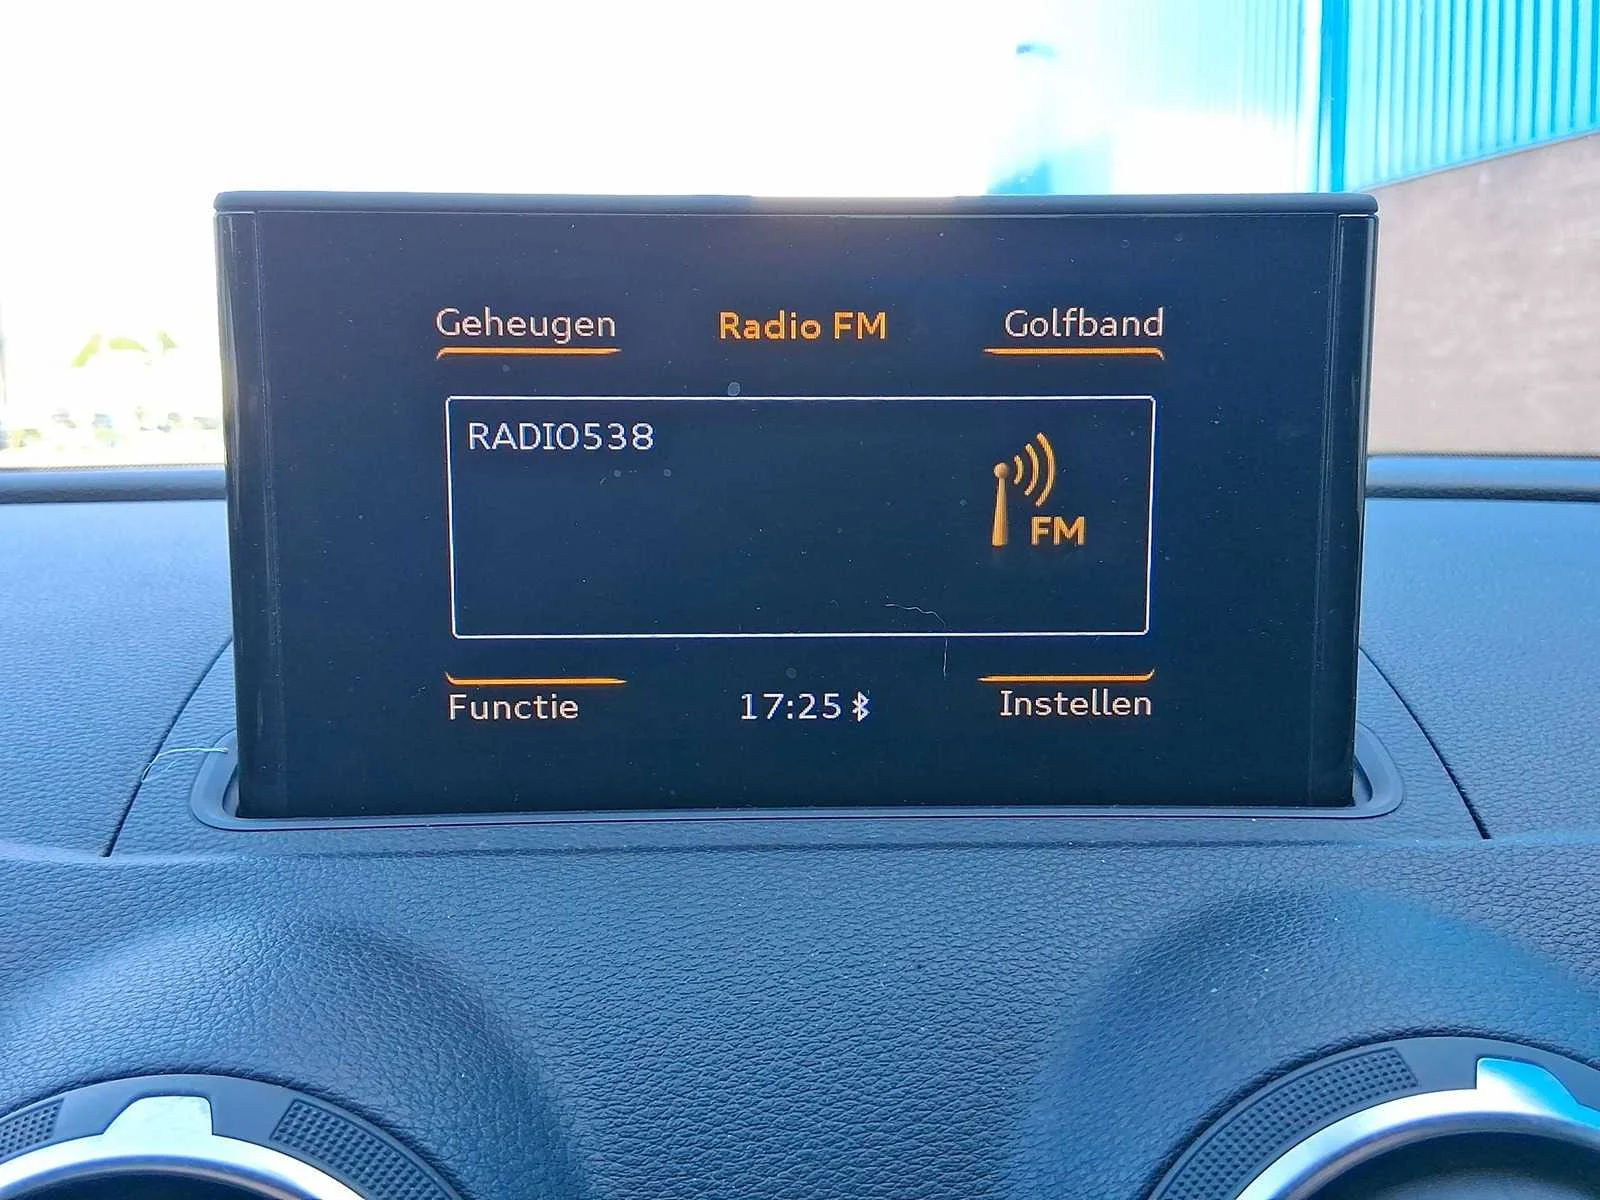 Geheugen Radio FM Golfband
RADIO538
FM
Functie 17:25 Instellen